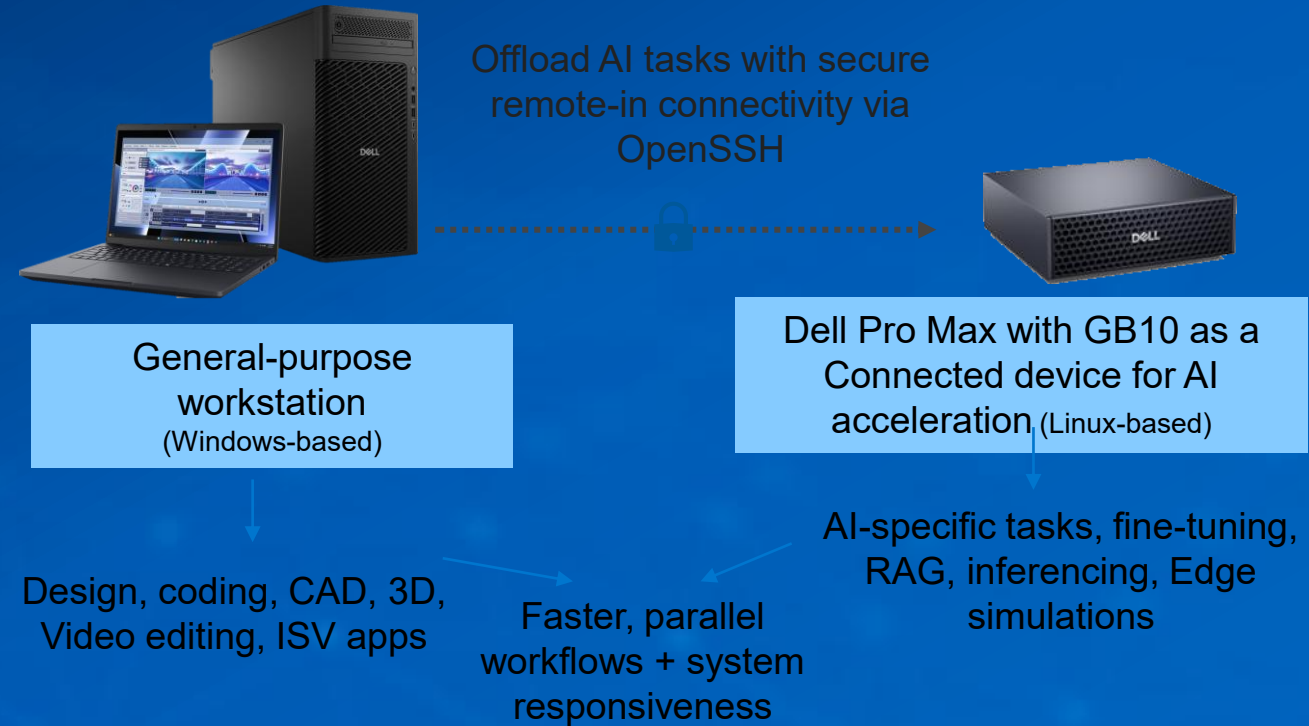 Offload AI tasks with secure
remote-in connectivity via
OpenSSH
DELL
DELL
General-purpose
workstation
(Windows-based)
Dell Pro Max with GB10 as a
Connected device for AI
acceleration (Linux-based)
Design, coding, CAD, 3D,
Video editing, ISV apps
Faster, parallel
workflows + system
responsiveness
AI-specific tasks, fine-tuning,
RAG, inferencing, Edge
simulations